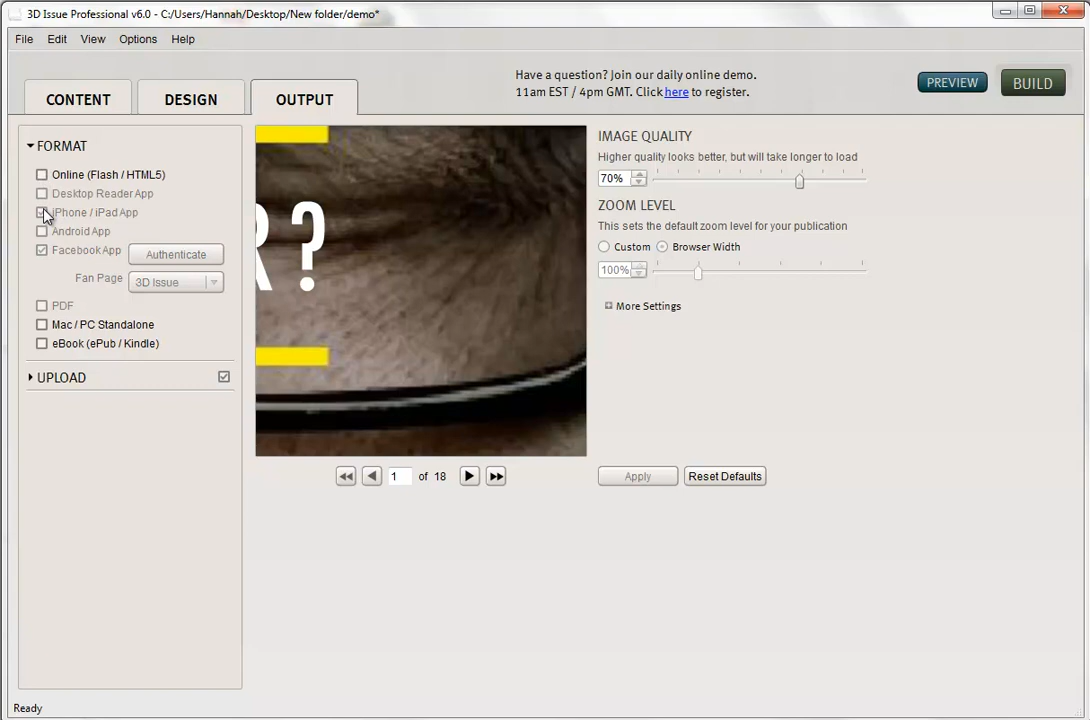 3D Issue Professional v6.0 - C:/Users/Hannah/Desktop/New folder/demo*
File Edit View Options Help
Have a question? Join our daily online demo.
11am EST / 4pm GMT. Click here to register.
PREVIEW
BUILD
CONTENT
DESIGN
OUTPUT
FORMAT
Online (Flash / HTML5)
Desktop Reader App
iPhone / iPad App
Android App
Facebook App
Authenticate
Fan Page
3D Issue
PDF
Mac / PC Standalone
eBook (ePub / Kindle)
UPLOAD
R?
1 of 18
IMAGE QUALITY
Higher quality looks better, but will take longer to load
70%
ZOOM LEVEL
This sets the default zoom level for your publication
Custom
Browser Width
100%
More Settings
Apply
Reset Defaults
Ready